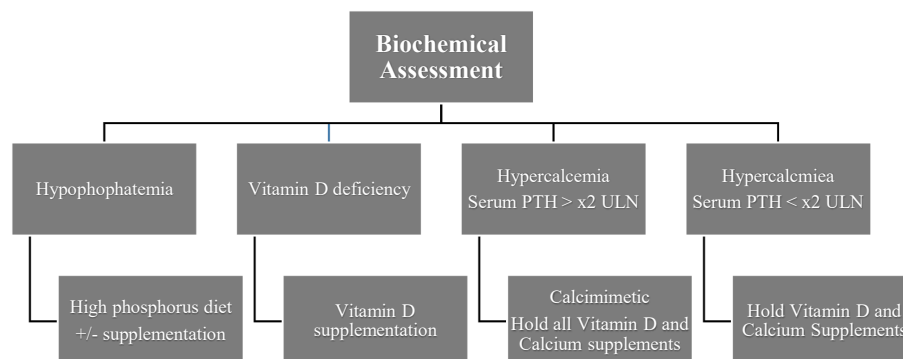 Biochemical
Assessment
Hypophophatemia
Vitamin D deficiency
Hypercalcemia
Serum PTH > x2 ULN
Hypercalcmiea
Serum PTH < x2 ULN
High phosphorus diet
+/- supplementation
Vitamin D
supplementation
Calcimimetic
Hold all Vitamin D and
Calcium supplements
Hold Vitamin D and
Calcium Supplements